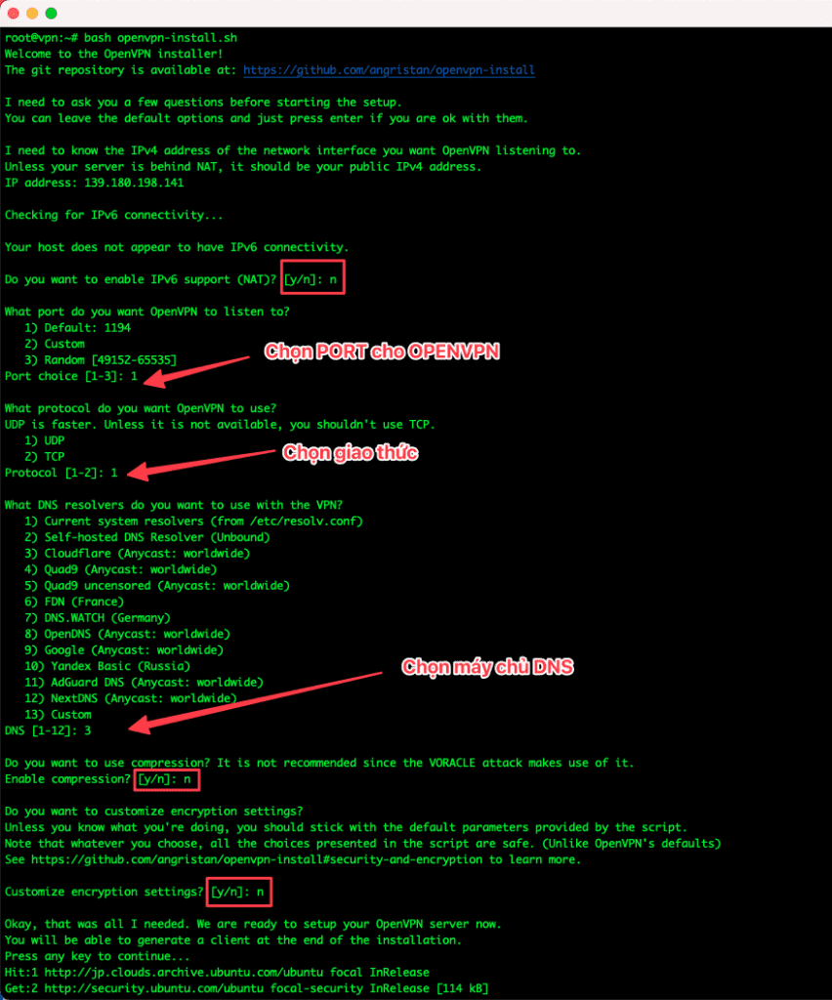 root@vpn:~# bash openvpn-install.sh
Welcome to the OpenVPN installer!
The git repository is available at: https://github.com/angristan/openvpn-install
I need to ask you a few questions before starting the setup.
You can leave the default options and just press enter if you are ok with them.
I need to know the IPv4 address of the network interface you want OpenVPN listening to.
Unless your server is behind NAT, it should be your public IPv4 address.
IP address: 139.180.198.141
Checking for IPv6 connectivity...
Your host does not appear to have IPv6 connectivity.
Do you want to enable IPv6 support (NAT)? [y/n]: n
What port do you want OpenVPN to listen to?
1) Default: 1194
2) Custom
3) Random [49152-65535]
Chọn PORT cho OPENVPN
Port choice [1-3]: 1
What protocol do you want OpenVPN to use?
UDP is faster. Unless it is not available, you shouldn't use TCP.
1) UDP
2) TCP
Chọn giao thức
Protocol [1-2]: 1
What DNS resolvers do you want to use with the VPN?
1) Current system resolvers (from /etc/resolv.conf)
2) Self-hosted DNS Resolver (Unbound)
3) Cloudflare (Anycast: worldwide)
4) Quad9 (Anycast: worldwide)
5) Quad9 uncensored (Anycast: worldwide)
6) FDN (France)
7) DNS.WATCH (Germany)
8) OpenDNS (Anycast: worldwide)
9) Google (Anycast: worldwide)
10) Yandex Basic (Russia)
11) AdGuard DNS (Anycast: worldwide)
12) NextDNS (Anycast: worldwide)
13) Custom
Chọn máy chủ DNS
DNS [1-12]: 3
Do you want to use compression? It is not recommended since the VORACLE attack makes use of it.
Enable compression? [y/n]: n
Do you want to customize encryption settings?
Unless you know what you're doing, you should stick with the default parameters provided by the script.
Note that whatever you choose, all the choices presented in the script are safe. (Unlike OpenVPN's defaults)
See https://github.com/angristan/openvpn-install#security-and-encryption to learn more.
Customize encryption settings? [y/n]: n
Okay, that was all I needed. We are ready to setup your OpenVPN server now.
You will be able to generate a client at the end of the installation.
Press any key to continue...
Hit:1 http://jp.clouds.archive.ubuntu.com/ubuntu focal InRelease
Get:2 http://security.ubuntu.com/ubuntu focal-security InRelease [114 kB]